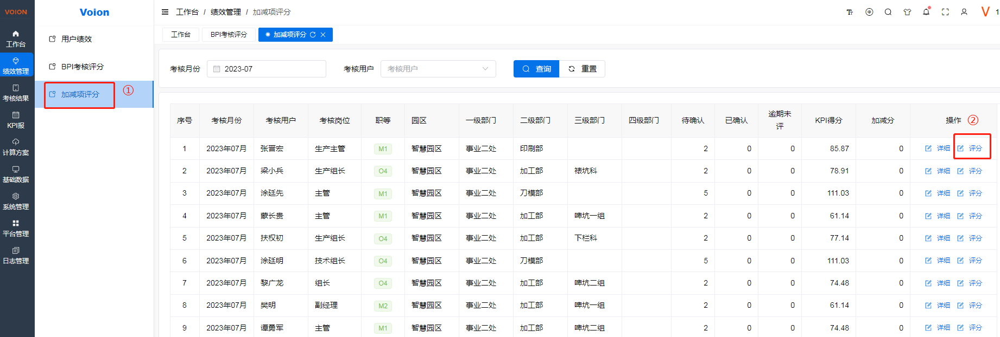 VOION
工作台
绩效管理
考核结果
KPI报
计算方案
基础数据
系统管理
平台管理
日志管理
Voion
用户绩效
BPI考核评分
加减项评分 ①
工作台 / 绩效管理 / 加减项评分
1
工作台 BPI考核评分 加减项评分
考核月份 2023-07 考核用户 考核用户 查询 重置
序号 考核月份 考核用户 考核岗位 职等 园区 一级部门 二级部门 三级部门 四级部门 待确认 已确认 逾期未评 KPI得分 加减分 操作 ②
1 2023年07月 张晋宏 生产主管 M1 智慧园区 事业二处 印刷部 2 0 0 85.87 0 详细 评分
2 2023年07月 梁小兵 生产组长 O4 智慧园区 事业二处 加工部 裱坑科 2 0 0 78.91 0 详细 评分
3 2023年07月 涂廷先 主管 M1 智慧园区 事业二处 刀模部 5 0 0 111.03 0 详细 评分
4 2023年07月 蒙长贵 主管 M1 智慧园区 事业二处 加工部 啤坑一组 2 0 0 61.14 0 详细 评分
5 2023年07月 扶权初 生产组长 O4 智慧园区 事业二处 加工部 下栏科 2 0 0 77.14 0 详细 评分
6 2023年07月 涂廷明 技术组长 O4 智慧园区 事业二处 刀模部 5 0 0 111.03 0 详细 评分
7 2023年07月 黎广龙 组长 O4 智慧园区 事业二处 加工部 啤坑二组 2 0 0 74.48 0 详细 评分
8 2023年07月 樊明 副经理 M2 智慧园区 事业二处 加工部 啤坑一组 2 0 0 61.14 0 详细 评分
9 2023年07月 谭勇军 主管 M1 智慧园区 事业二处 加工部 啤坑二组 2 0 0 74.48 0 详细 评分